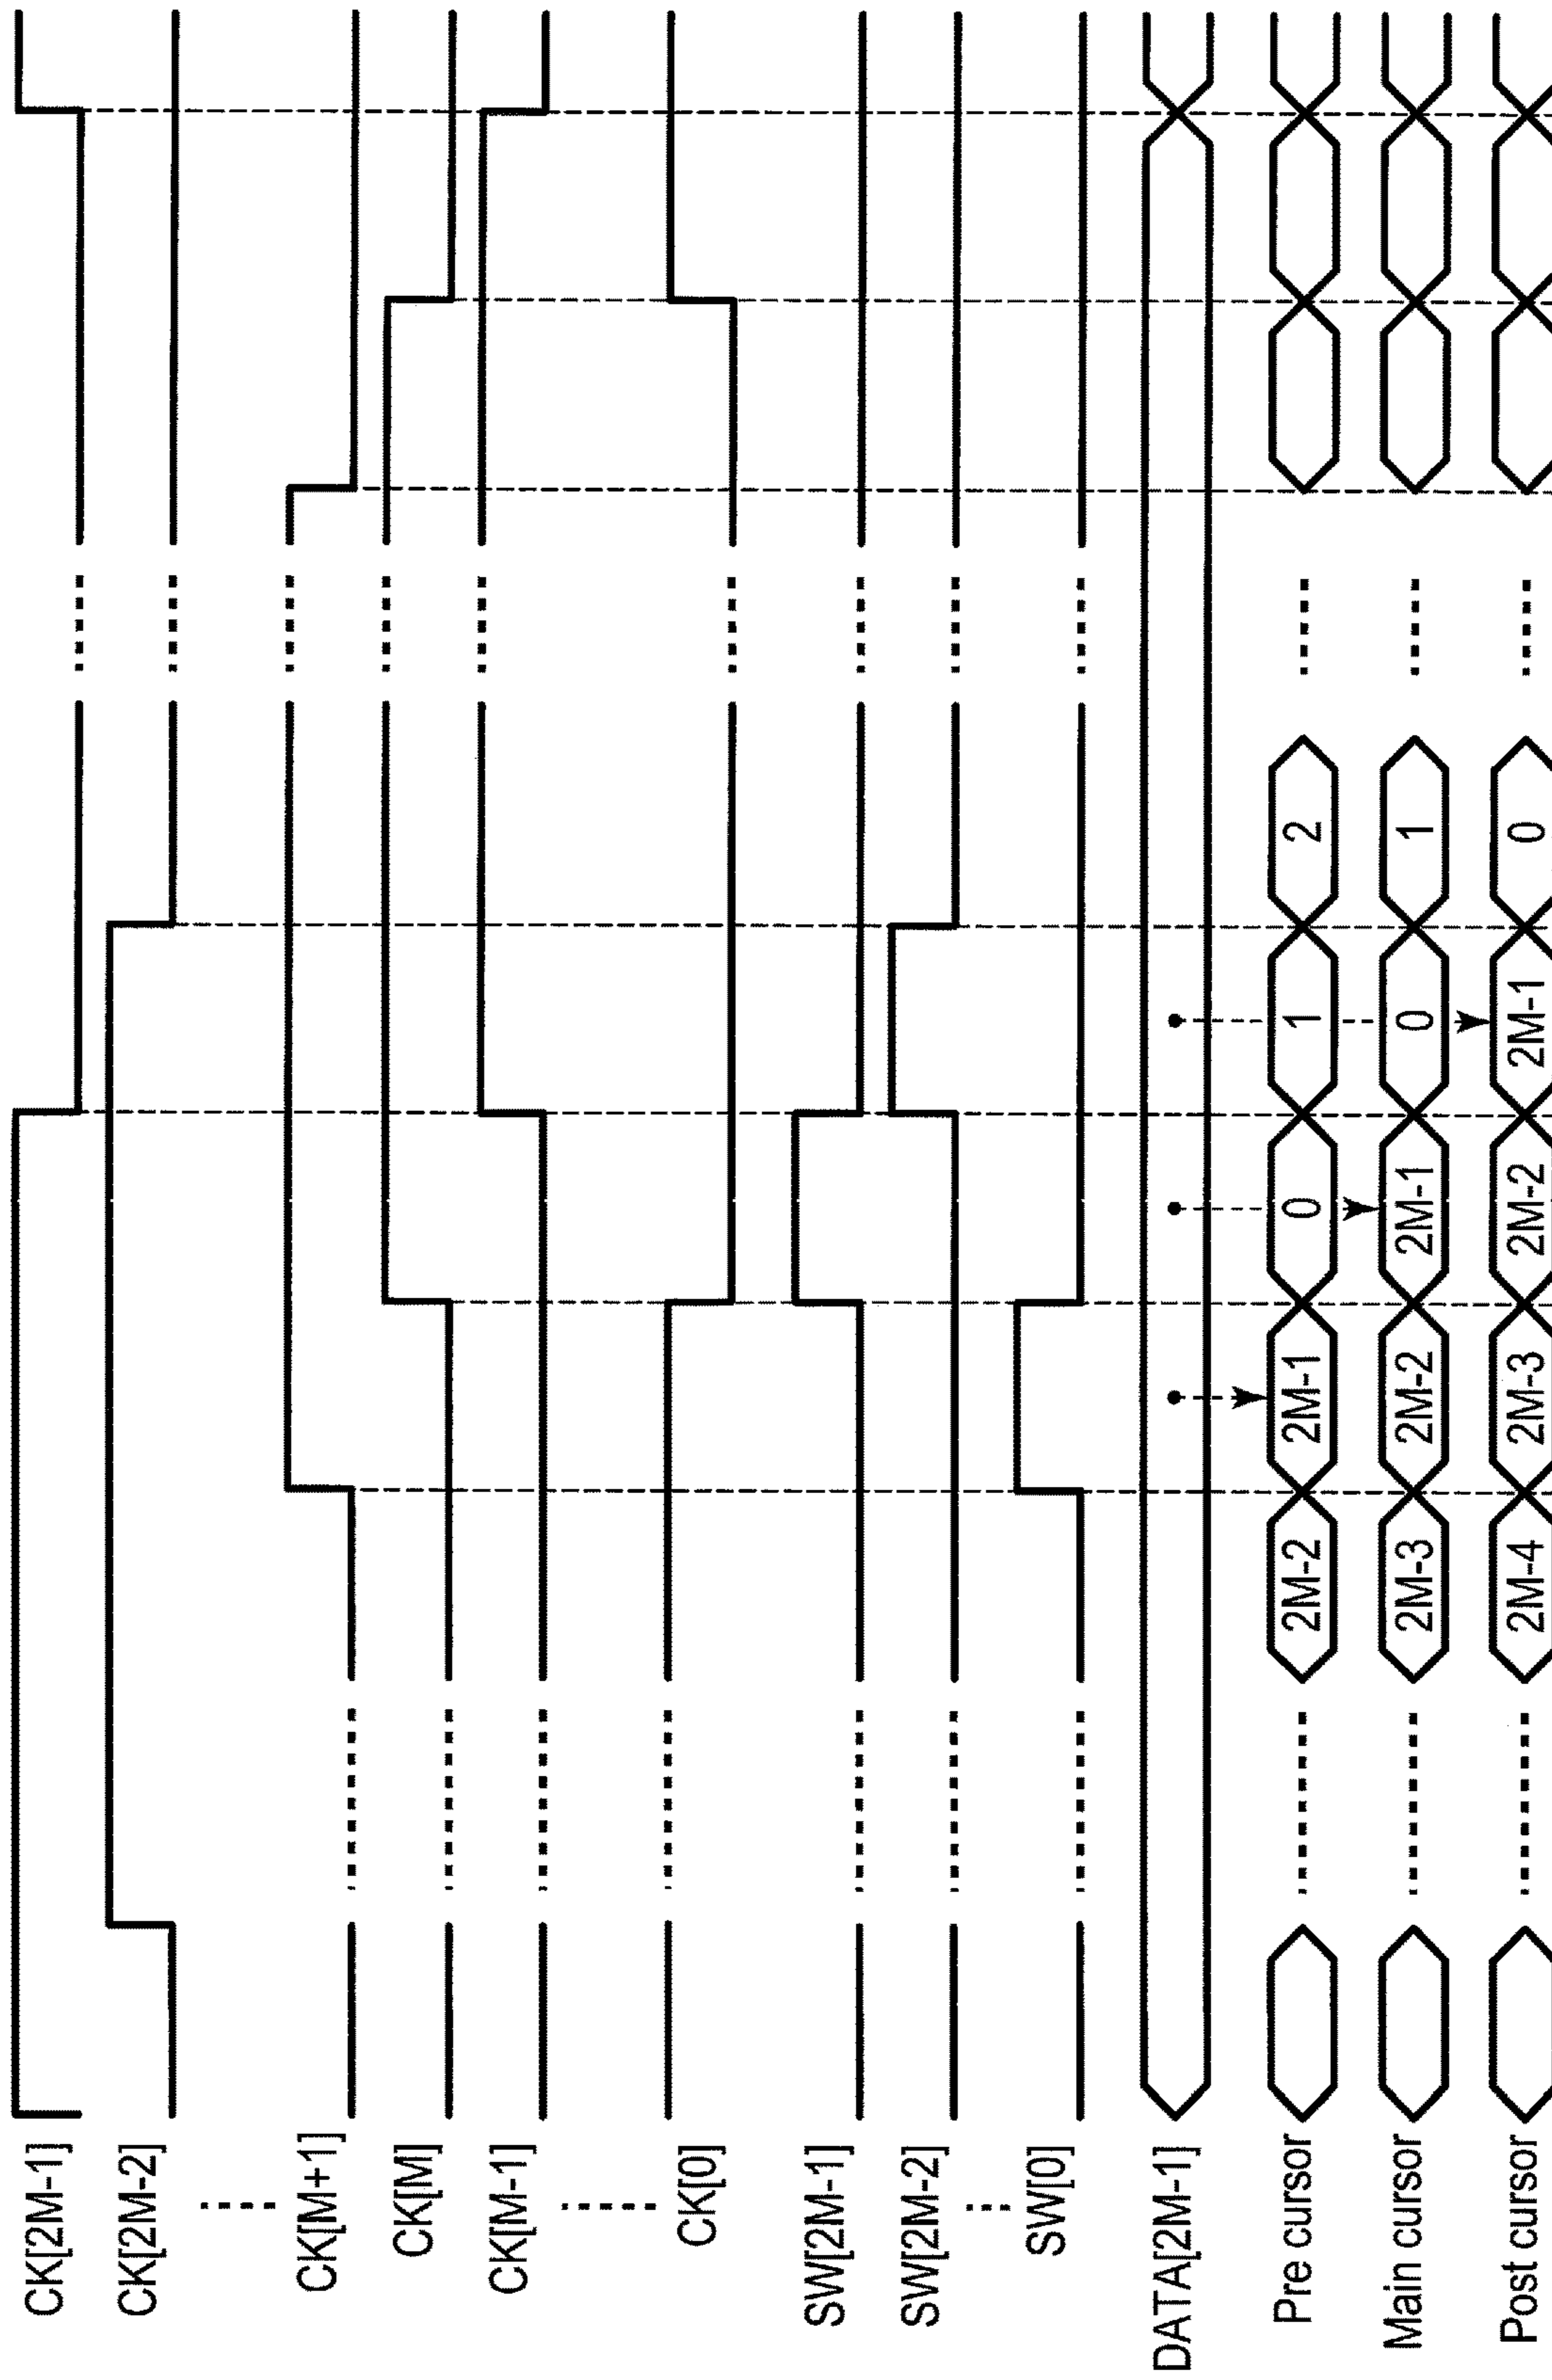 CK[2M-1]
CK[2M-2]
CK[M+1]
CK[M]
CK[M-1]
CK[0]
SW[2M-1]
SW[2M-2]
SW[0]
DATA[2M-1]
Pre cursor 2M-2 2M-1 0 1 2
Main cursor 2M-3 2M-2 2M-1 0 1
Post cursor 2M-4 2M-3 2M-2 2M-1 0